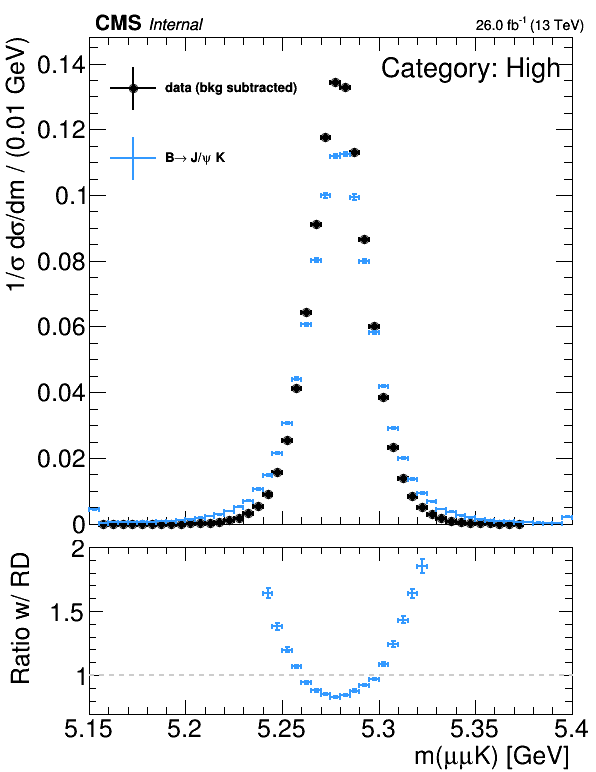 CMS Internal 26.0 fb⁻¹ (13 TeV)
Category: High
data (bkg subtracted)
B→ J/ψ K
1/σ dσ/dm / (0.01 GeV)
0.14
0.12
0.1
0.08
0.06
0.04
0.02
0
Ratio w/ RD
2
1.5
1
5.15 5.2 5.25 5.3 5.35 5.4
m(μμK) [GeV]